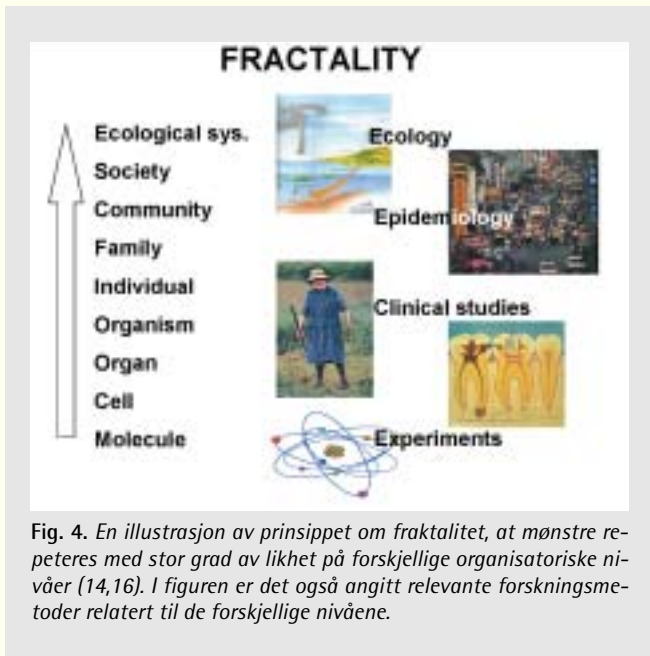 FRACTALITY
Ecological sys.
Society
Community
Family
Individual
Organism
Organ
Cell
Molecule
Ecology
Epidemiology
Clinical studies
Experiments
Fig. 4. En illustrasjon av prinsippet om fraktalitet, at mønstre re-
peteres med stor grad av likhet på forskjellige organisatoriske ni-
våer (14,16). I figuren er det også angitt relevante forskningsme-
toder relatert til de forskjellige nivåene.